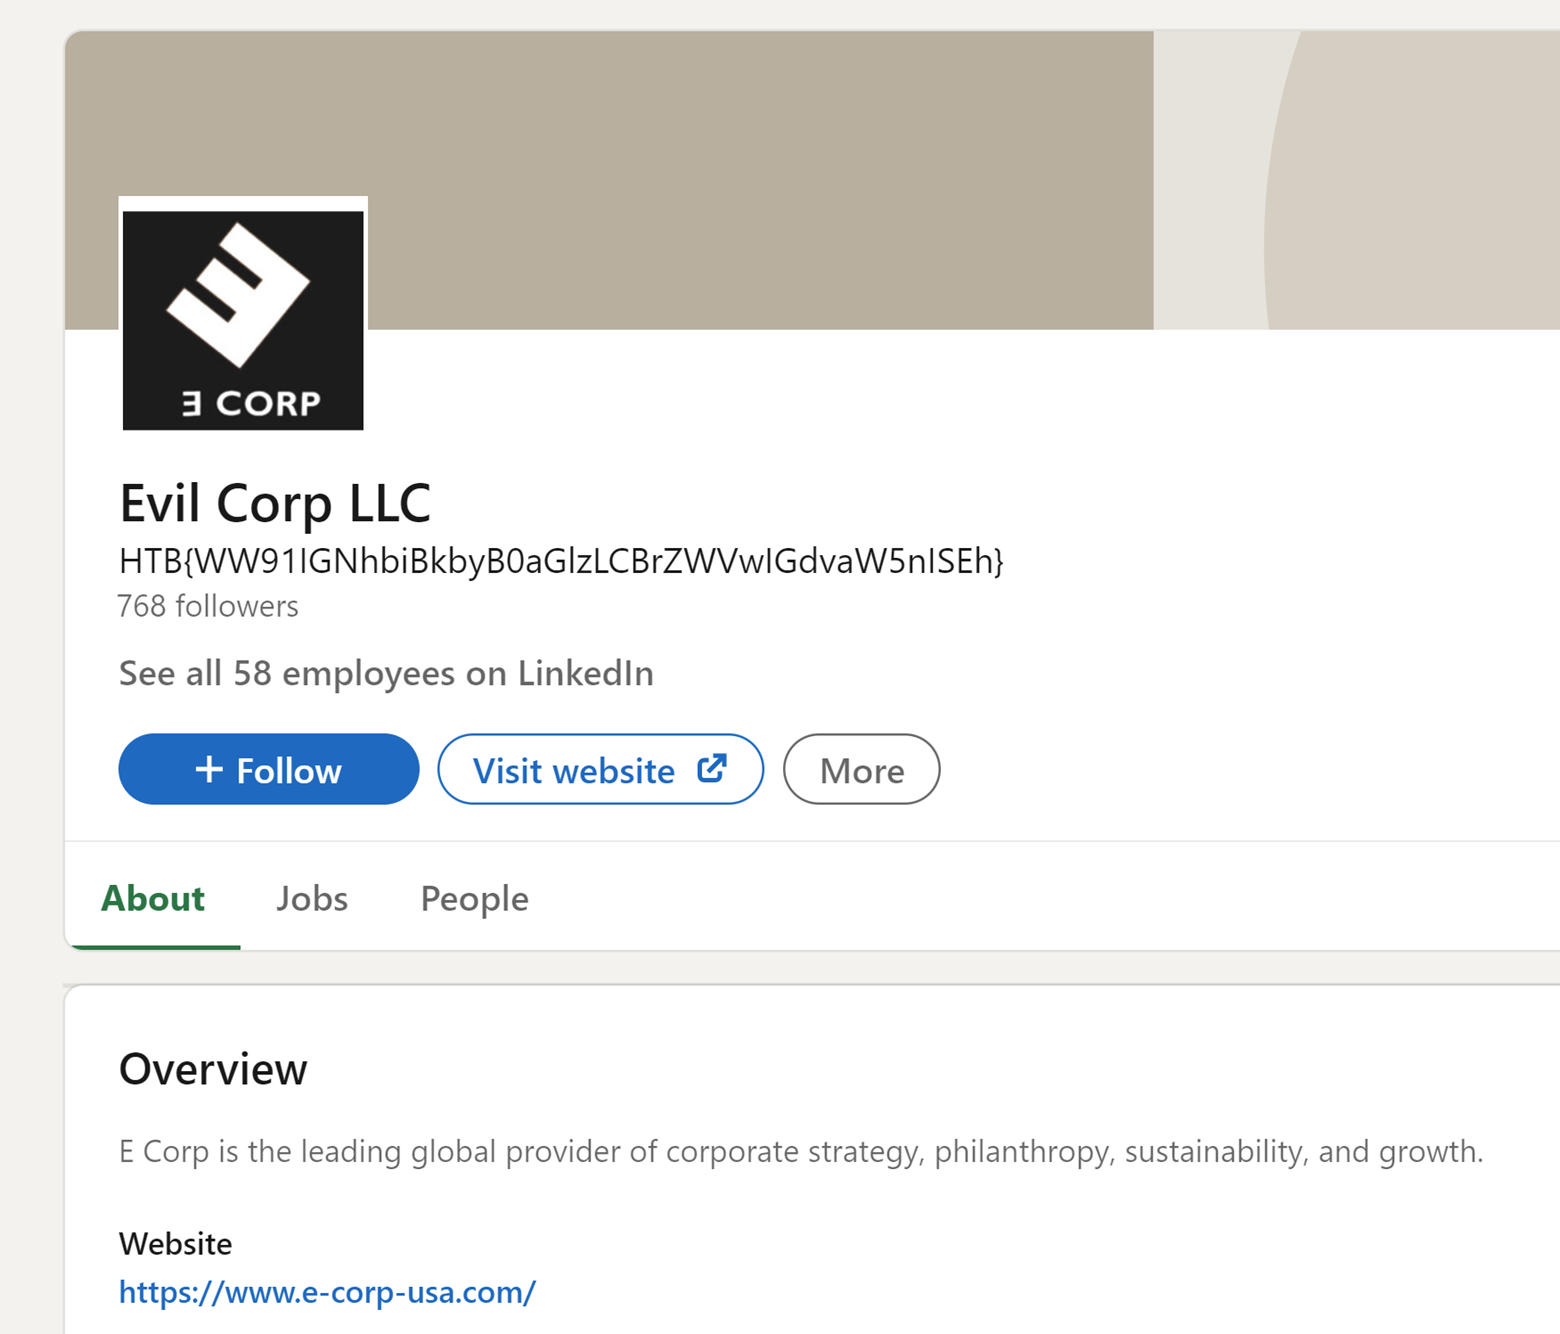 Ǝ CORP
Evil Corp LLC
HTB{WW91IGNhbiBkbyB0aGlzLCBrZWVwIGdvaW5nISEh}
768 followers
See all 58 employees on LinkedIn
+ Follow
Visit website
More
About
Jobs
People
Overview
E Corp is the leading global provider of corporate strategy, philanthropy, sustainability, and growth.
Website
https://www.e-corp-usa.com/